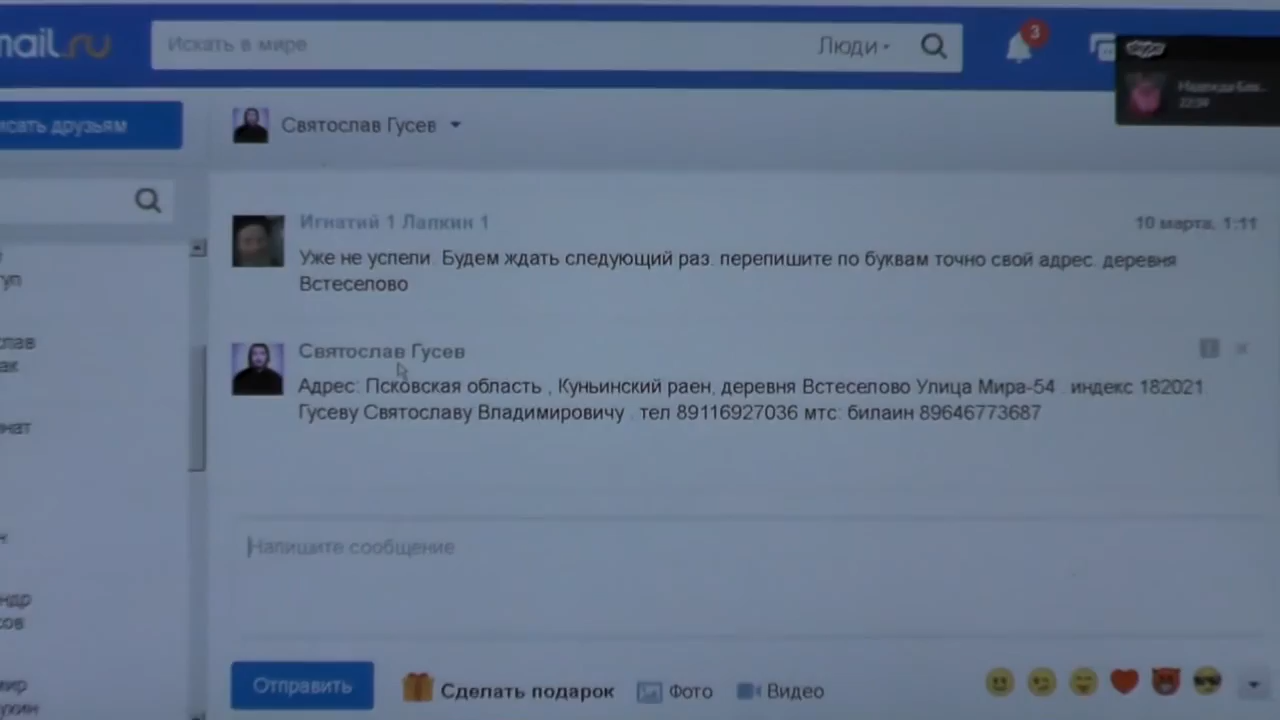 mail.ru
Искать в мире
Люди
3
skype
исать друзьям
Святослав Гусев
Игнатий 1 Лапкин 1
10 марта, 1:11
Уже не успели. Будем ждать следующий раз. перепишите по буквам точно свой адрес. деревня
Встеселово
Святослав Гусев
Адрес: Псковская область , Куньинский раен, деревня Встеселово Улица Мира-54 . индекс 182021.
Гусеву Святославу Владимировичу . тел 89116927036 мтс. билаин 89646773687
Напишите сообщение
Отправить
Сделать подарок
Фото
Видео